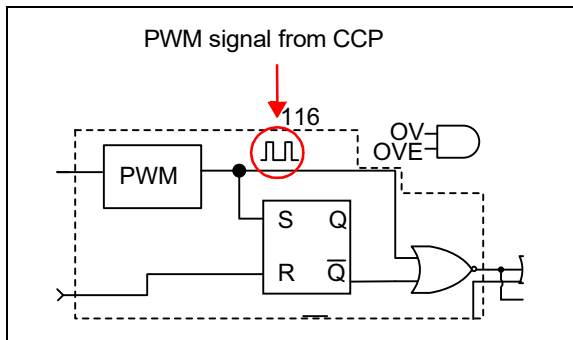 PWM signal from CCP
116
OV
OVE
PWM
S Q
R Q̅